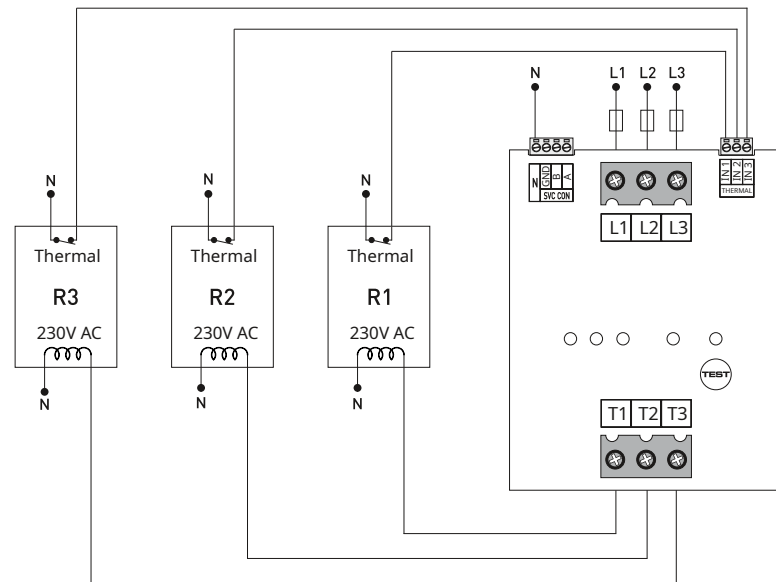 N L1 L2 L3
N GND B A
SVC CON
IN 1 IN 2 IN 3
THERMAL
N N N
L1 L2 L3
Thermal Thermal Thermal
R3 R2 R1
230V AC 230V AC 230V AC
TEST
N N N
T1 T2 T3